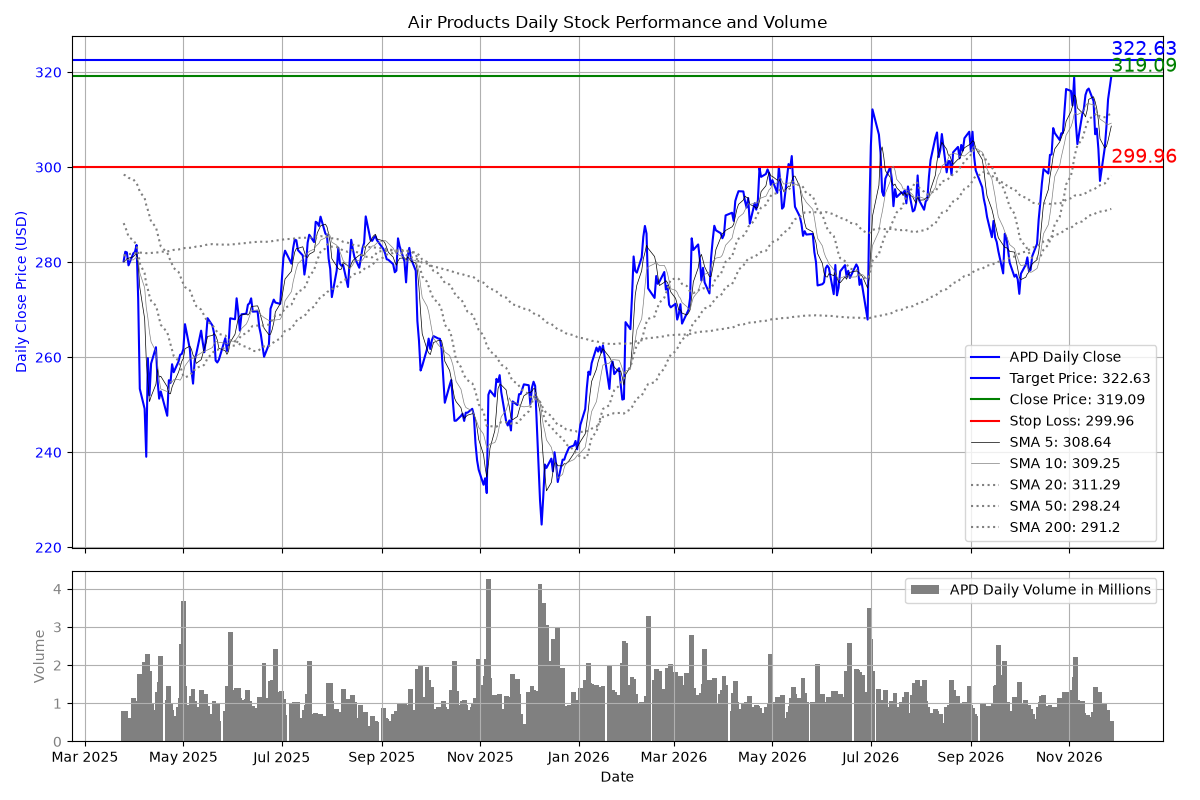 Air Products Daily Stock Performance and Volume
322.63
319.09
299.96
320
300
280
260
240
220
Daily Close Price (USD)
APD Daily Close
Target Price: 322.63
Close Price: 319.09
Stop Loss: 299.96
SMA 5: 308.64
SMA 10: 309.25
SMA 20: 311.29
SMA 50: 298.24
SMA 200: 291.2
APD Daily Volume in Millions
4
3
2
1
0
Volume
Mar 2025 May 2025 Jul 2025 Sep 2025 Nov 2025 Jan 2026 Mar 2026 May 2026 Jul 2026 Sep 2026 Nov 2026
Date